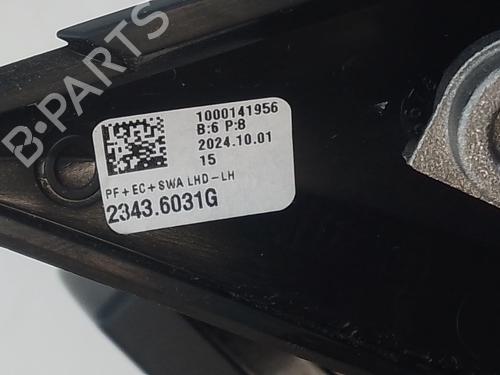 1000141956
B:6 P:8
2024.10.01
15
PF+EC+SWA LHD-LH
2343.6031G
B-PARTS